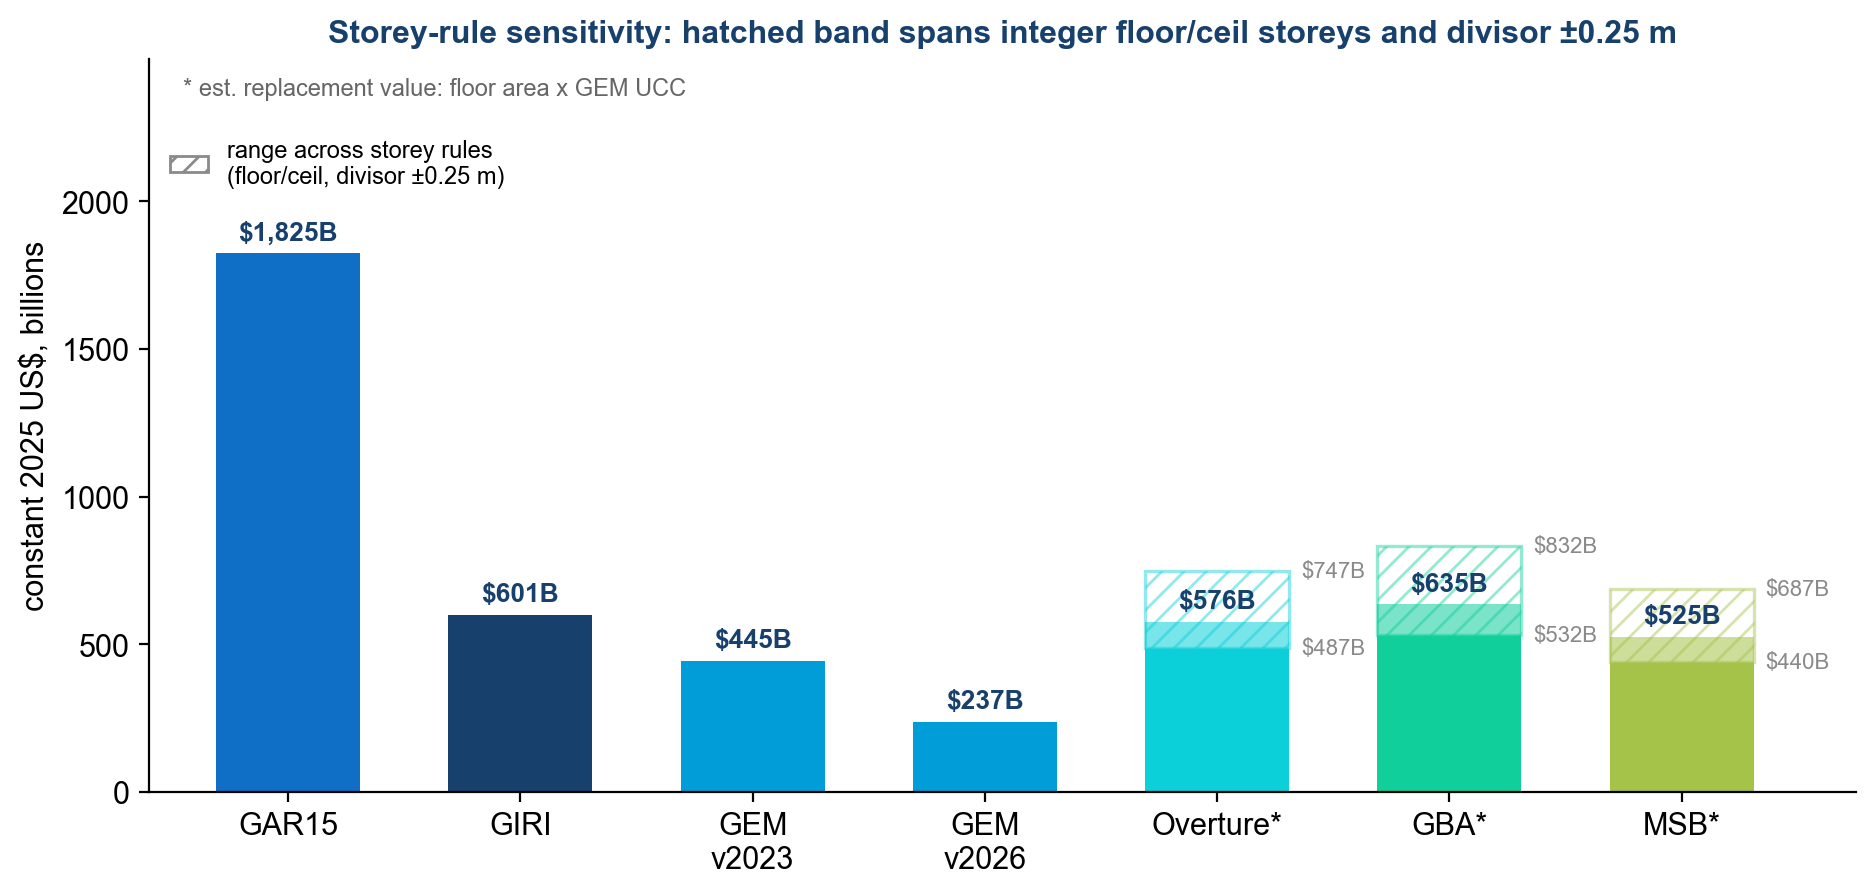 Storey-rule sensitivity: hatched band spans integer floor/ceil storeys and divisor ±0.25 m
* est. replacement value: floor area x GEM UCC
range across storey rules
(floor/ceil, divisor ±0.25 m)
constant 2025 US$, billions
2000
1500
1000
500
0
$1,825B
$601B
$445B
$237B
$576B
$747B
$487B
$635B
$832B
$532B
$525B
$687B
$440B
GAR15
GIRI
GEM
v2023
GEM
v2026
Overture*
GBA*
MSB*